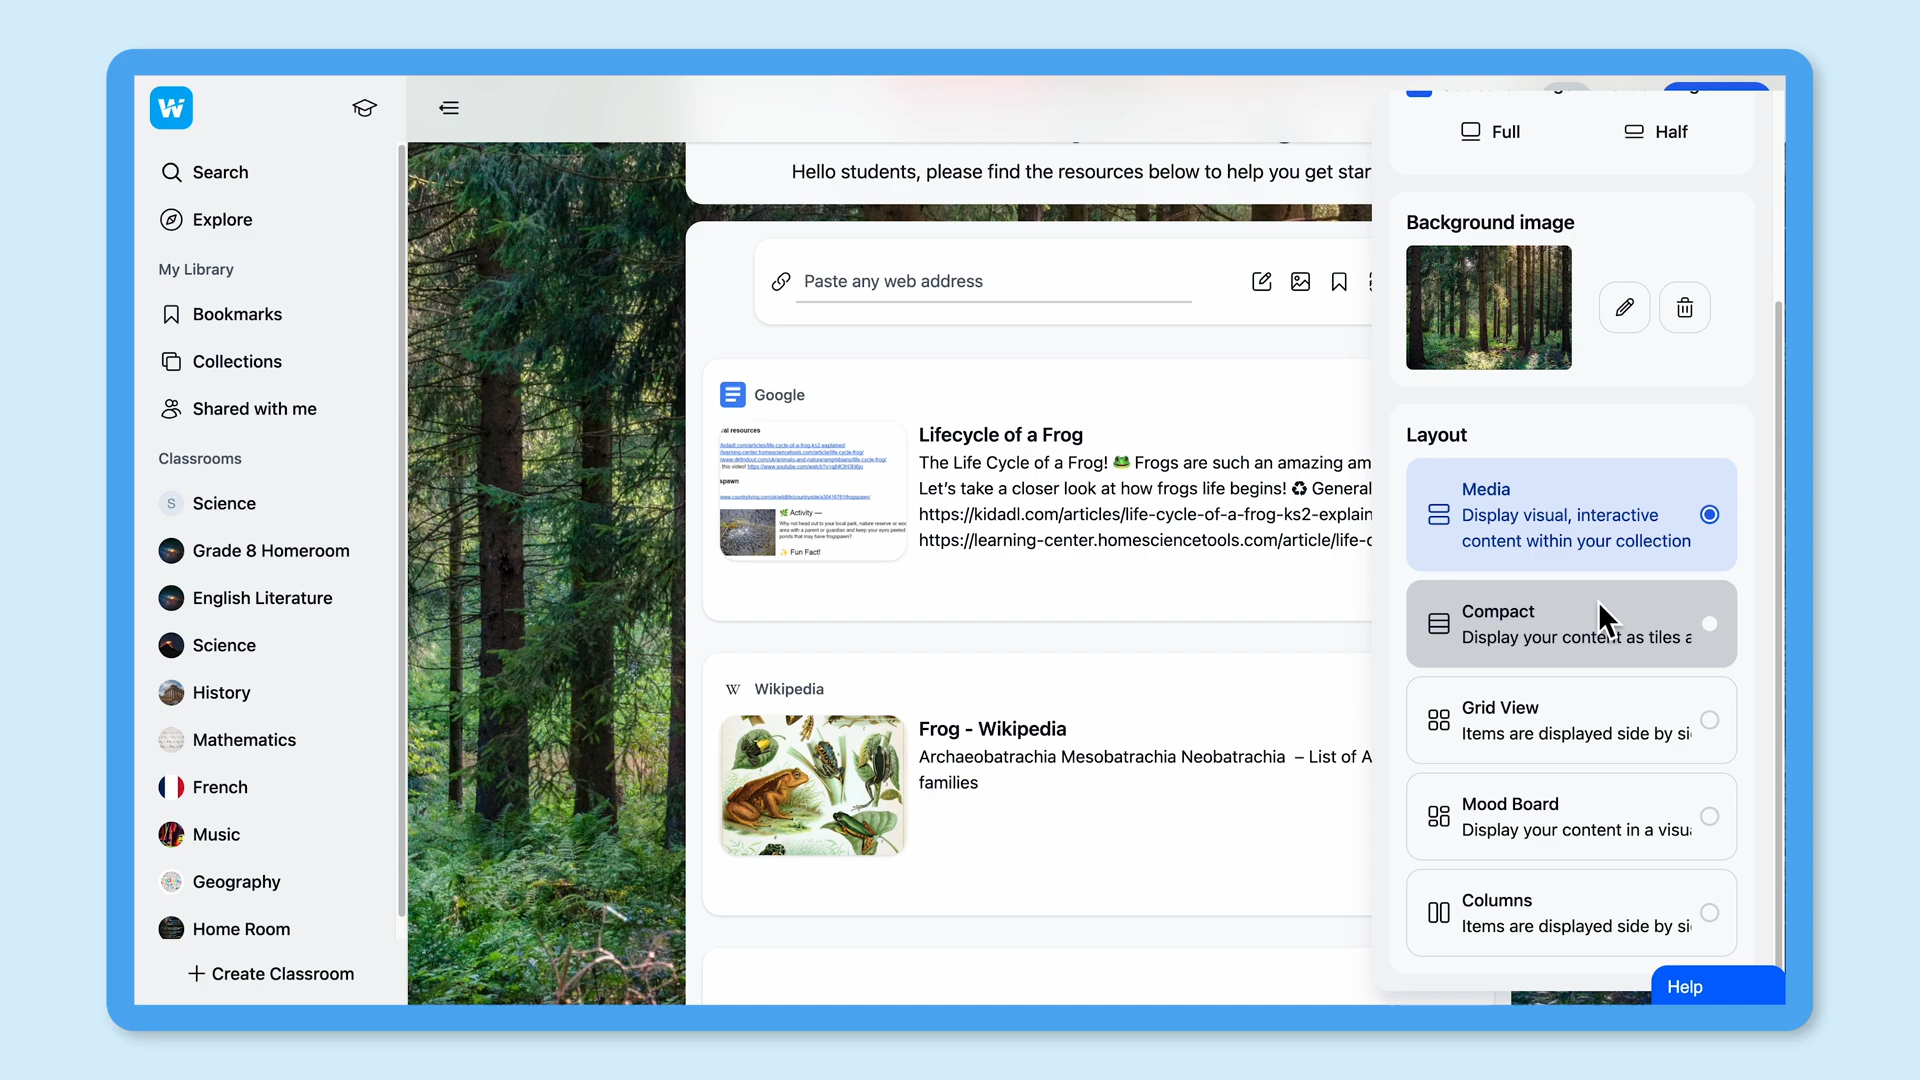 Search
Explore
My Library
Bookmarks
Collections
Shared with me
Classrooms
S Science
Grade 8 Homeroom
English Literature
Science
History
Mathematics
French
Music
Geography
Home Room
Create Classroom
Hello students, please find the resources below to help you get star
Paste any web address
Google
Lifecycle of a Frog
The Life Cycle of a Frog! 🐸 Frogs are such an amazing am
Let's take a closer look at how frogs life begins! ♻ General
https://kidadl.com/articles/life-cycle-of-a-frog-ks2-explain
https://learning-center.homesciencetools.com/article/life-c
al resources
spawn
🌿 Activity —
✨ Fun Fact!
W Wikipedia
Frog - Wikipedia
Archaeobatrachia Mesobatrachia Neobatrachia – List of A
families
Full
Half
Background image
Layout
Media
Display visual, interactive
content within your collection
Compact
Display your content as tiles a
Grid View
Items are displayed side by si
Mood Board
Display your content in a visu
Columns
Items are displayed side by si
Help